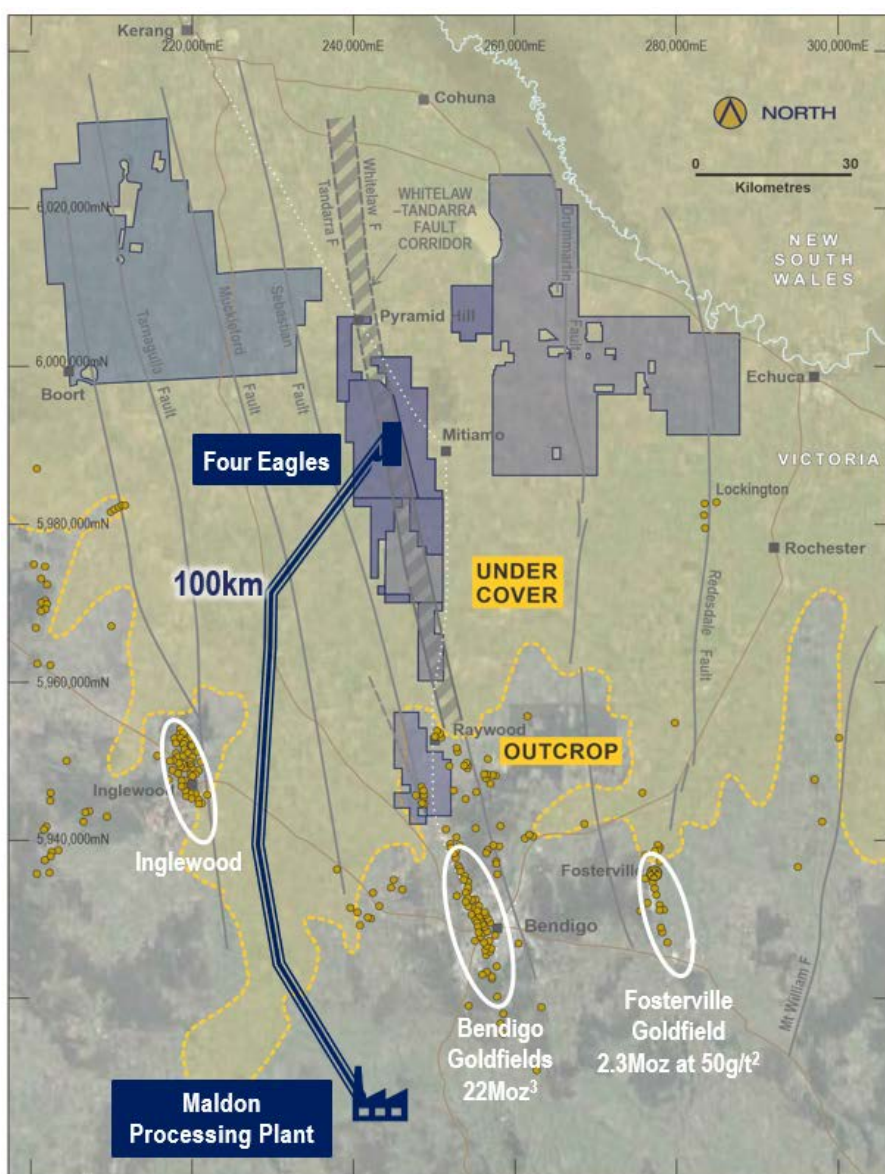 Kerang
220,000mE
240,000mE
260,000mE
280,000mE
300,000mE
Cohuna
NORTH
0
30
Kilometres
Whitelaw F
Tandarra F
WHITELAW
–TANDARRA
FAULT
CORRIDOR
6,020,000mN
Drummartin
Fault
NEW
SOUTH
WALES
Tarnagulla
Fault
Muckleford
Fault
Sebastian
Fault
Pyramid Hill
6,000,000mN
Boort
Echuca
Four Eagles
Mitiamo
VICTORIA
Lockington
5,980,000mN
Rochester
100km
UNDER
COVER
Redesdale
Fault
5,960,000mN
Raywood
OUTCROP
Inglewood
Inglewood
5,940,000mN
Fosterville
Bendigo
Mt William F
Bendigo
Goldfields
22Moz³
Fosterville
Goldfield
2.3Moz at 50g/t²
Maldon
Processing Plant